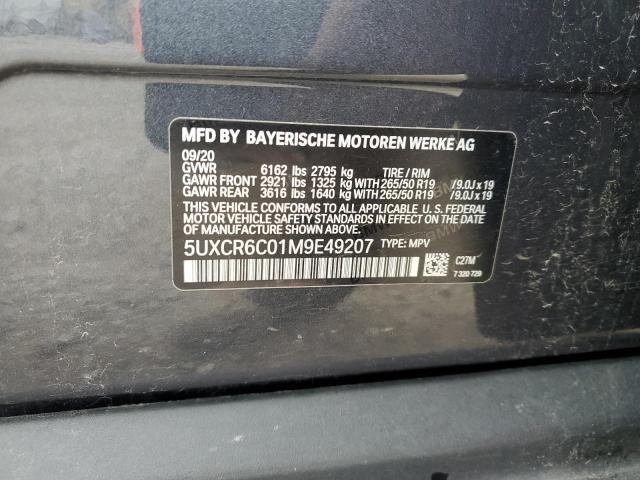 MFD BY BAYERISCHE MOTOREN WERKE AG
09/20
GVWR 6162 lbs 2795 kg TIRE / RIM
GAWR FRONT 2921 lbs 1325 kg WITH 265/50 R19 /9.0J x 19
GAWR REAR 3616 lbs 1640 kg WITH 265/50 R19 /9.0J x 19
THIS VEHICLE CONFORMS TO ALL APPLICABLE U. S. FEDERAL
MOTOR VEHICLE SAFETY STANDARDS IN EFFECT ON THE DATE
OF MANUFACTURE SHOWN ABOVE.
5UXCR6C01M9E49207 TYPE: MPV
C27M
7 320 729